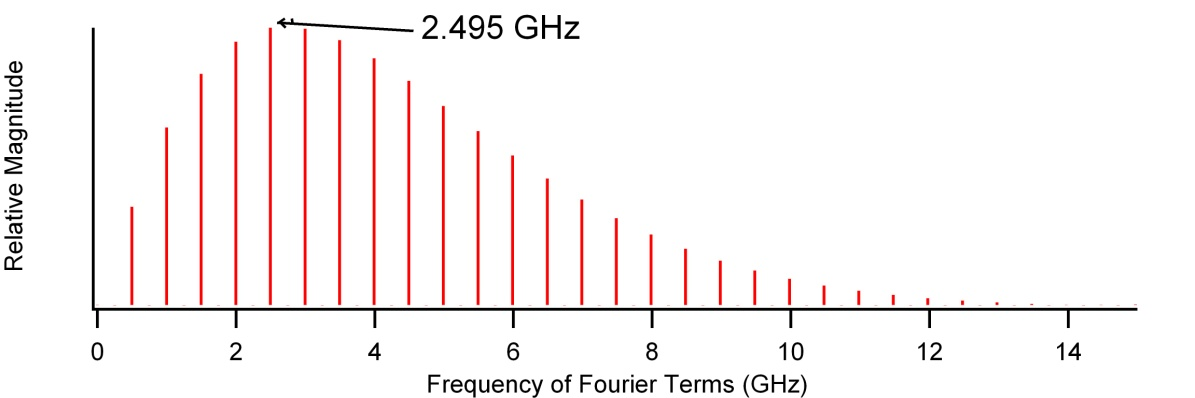 2.495 GHz
Relative Magnitude
0 2 4 6 8 10 12 14
Frequency of Fourier Terms (GHz)